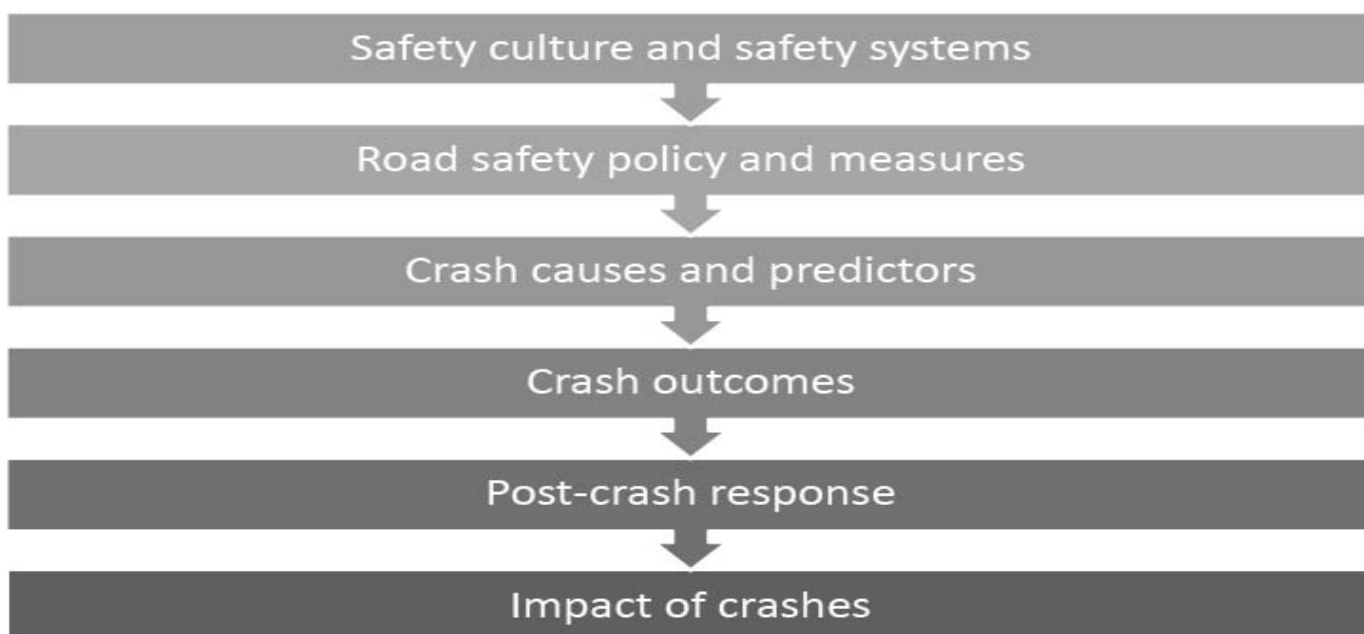 Safety culture and safety systems
Road safety policy and measures
Crash causes and predictors
Crash outcomes
Post-crash response
Impact of crashes